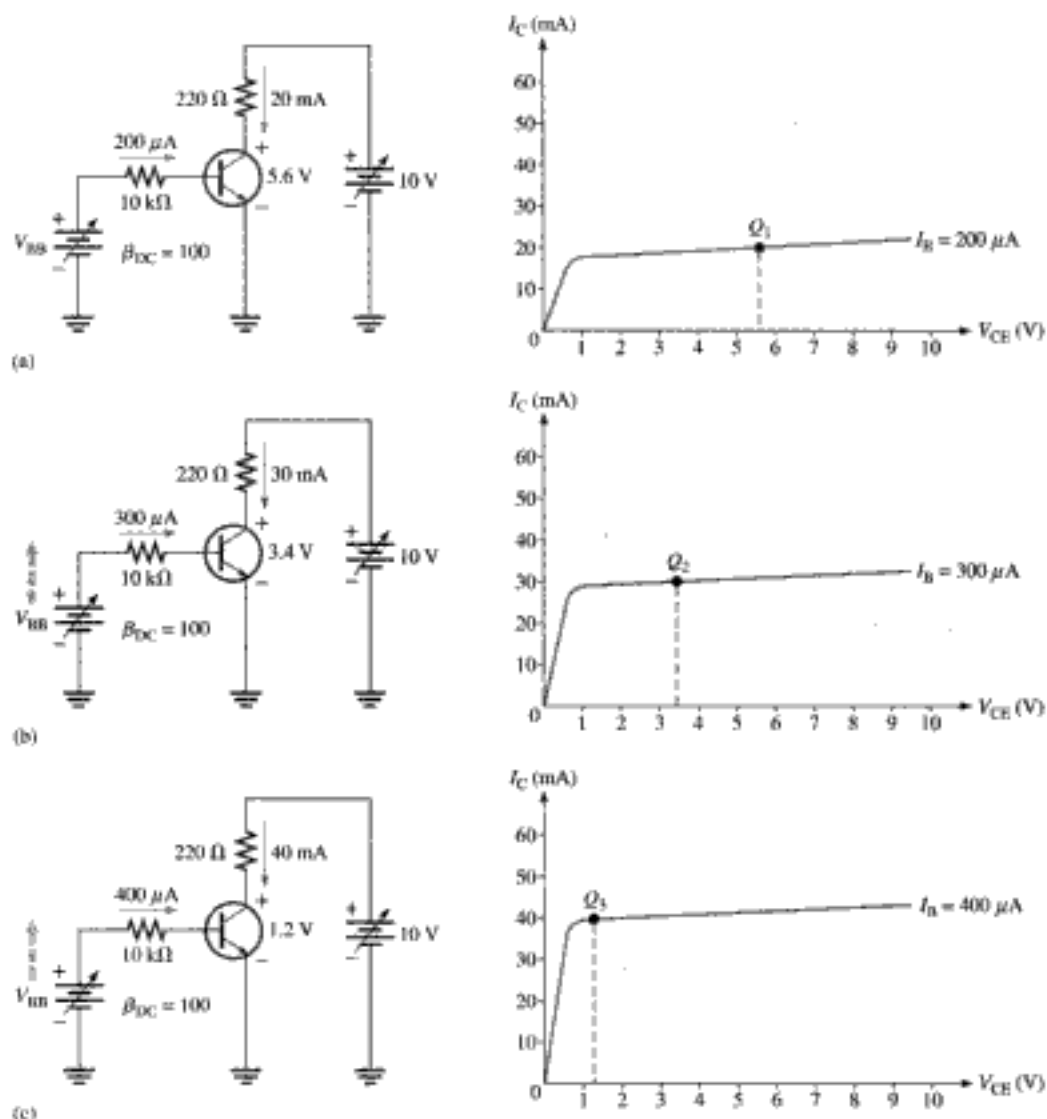 I_C (mA)
220 Ω
20 mA
200 μA
10 kΩ
+
5.6 V
−
+
−
10 V
V_BB
+
−
β_DC = 100
60
50
40
30
20
10
0
Q_1
I_B = 200 μA
1 2 3 4 5 6 7 8 9 10
V_CE (V)
(a)
I_C (mA)
220 Ω
30 mA
300 μA
10 kΩ
+
3.4 V
−
+
−
10 V
V_BB
+
−
β_DC = 100
60
50
40
30
20
10
0
Q_2
I_B = 300 μA
1 2 3 4 5 6 7 8 9 10
V_CE (V)
(b)
I_C (mA)
220 Ω
40 mA
400 μA
10 kΩ
+
1.2 V
−
+
−
10 V
V_BB
+
−
β_DC = 100
60
50
40
30
20
10
0
Q_3
I_B = 400 μA
1 2 3 4 5 6 7 8 9 10
V_CE (V)
(c)